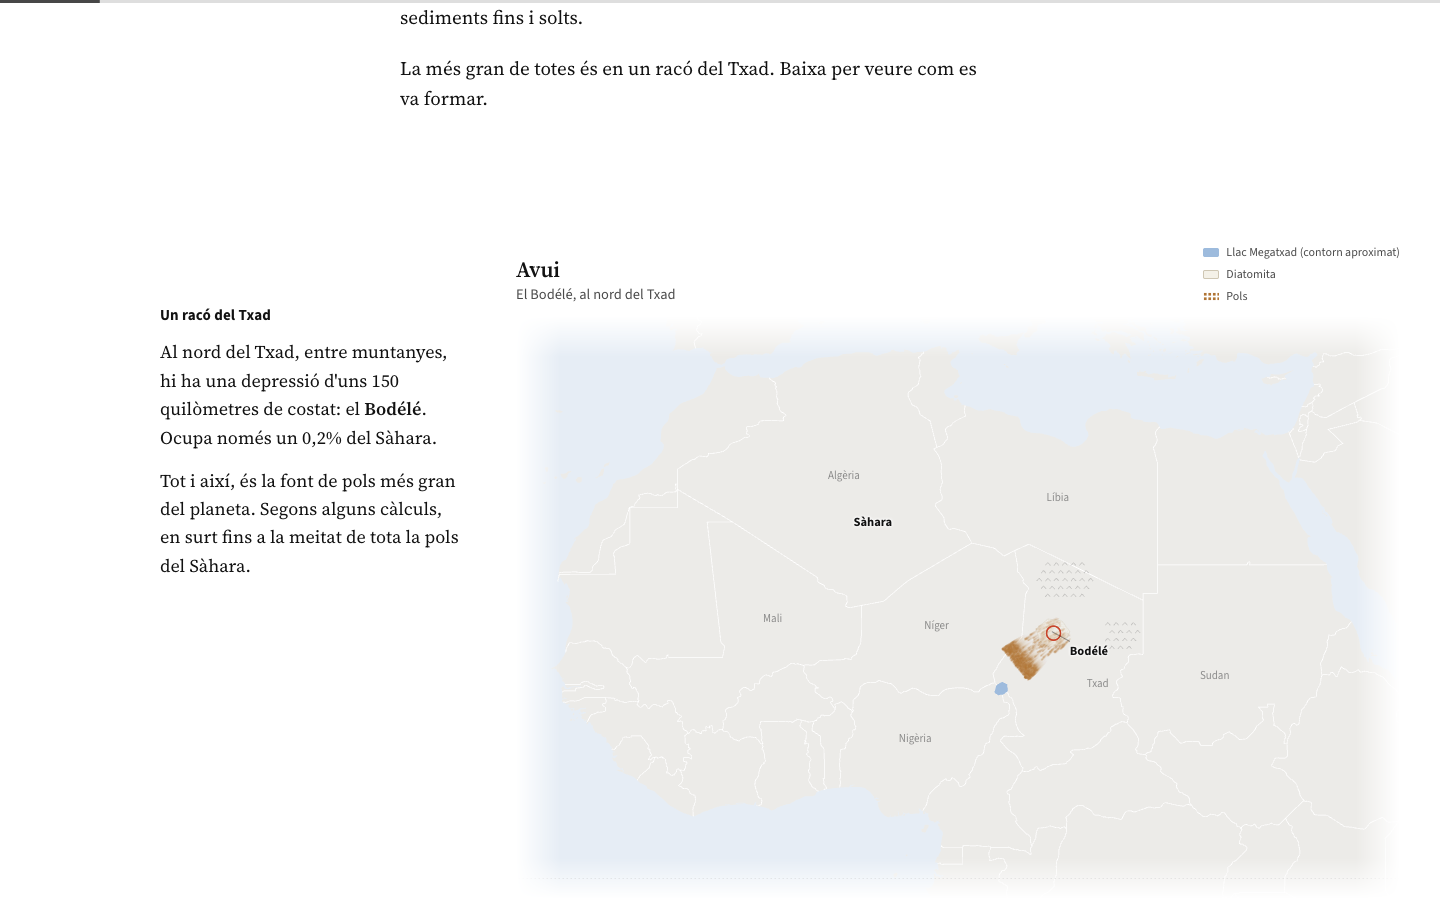 sediments fins i solts.
La més gran de totes és en un racó del Txad. Baixa per veure com es
va formar.
Avui
El Bodélé, al nord del Txad
Llac Megatxad (contorn aproximat)
Diatomita
Pols
Un racó del Txad
Al nord del Txad, entre muntanyes,
hi ha una depressió d'uns 150
quilòmetres de costat: el Bodélé.
Ocupa només un 0,2% del Sàhara.
Tot i així, és la font de pols més gran
del planeta. Segons alguns càlculs,
en surt fins a la meitat de tota la pols
del Sàhara.
Algèria
Líbia
Sàhara
Mali
Níger
Bodélé
Txad
Sudan
Nigèria